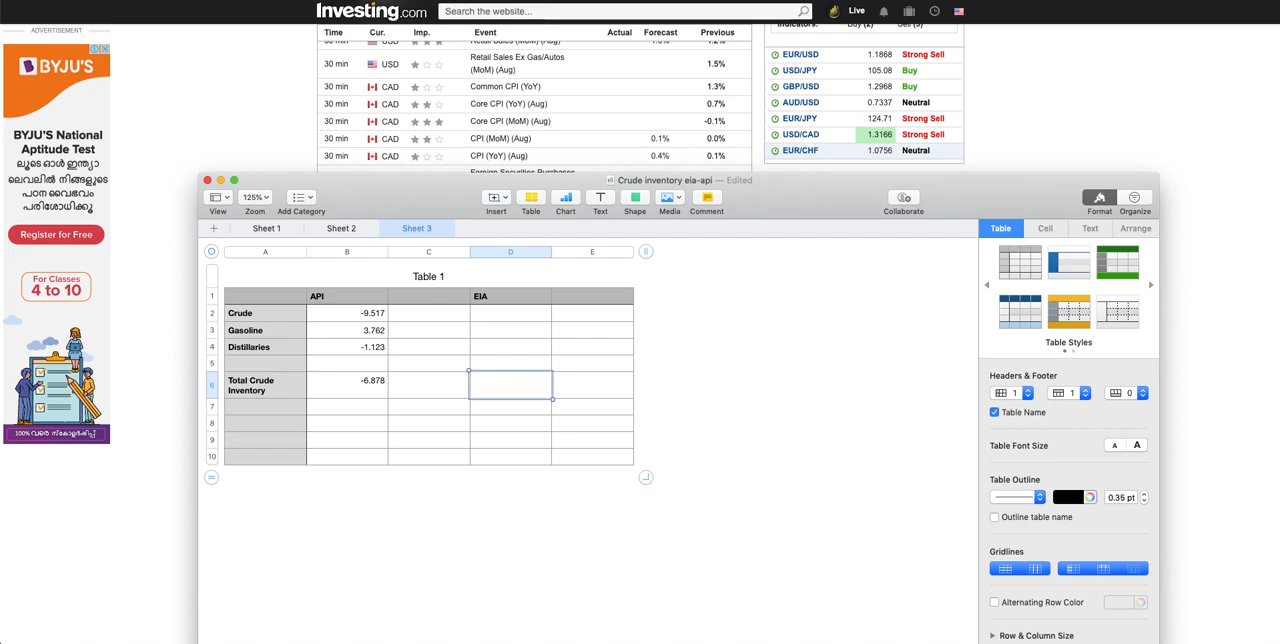 Investing.com
Search the website...
Live
ADVERTISEMENT
BYJU'S
BYJU'S National
Aptitude Test
ലൂടെ ഓൾ ഇന്ത്യാ
ലെവലിൽ നിങ്ങളുടെ
പഠന വൈഭവം
പരിശോധിക്കൂ
Register for Free
For Classes
4 to 10
100% വരെ സ്കോളർഷിപ്പ്
Time Cur. Imp. Event Actual Forecast Previous
30 min USD Retail Sales Ex Gas/Autos
(MoM) (Aug) 1.5%
30 min CAD Common CPI (YoY) 1.3%
30 min CAD Core CPI (YoY) (Aug) 0.7%
30 min CAD Core CPI (MoM) (Aug) -0.1%
30 min CAD CPI (MoM) (Aug) 0.1% 0.0%
30 min CAD CPI (YoY) (Aug) 0.4% 0.1%
Foreign Securities Purchases
EUR/USD 1.1868 Strong Sell
USD/JPY 105.08 Buy
GBP/USD 1.2968 Buy
AUD/USD 0.7337 Neutral
EUR/JPY 124.71 Strong Sell
USD/CAD 1.3166 Strong Sell
EUR/CHF 1.0756 Neutral
Crude inventory eia-api — Edited
125%
View Zoom Add Category Insert Table Chart Text Shape Media Comment Collaborate Format Organize
Sheet 1 Sheet 2 Sheet 3
Table Cell Text Arrange
A B C D E
Table 1
1 API EIA
2 Crude -9.517
3 Gasoline 3.762
4 Distillaries -1.123
5
6 Total Crude
Inventory -6.878
7
8
9
10
Table Styles
Headers & Footer
1 1 0
Table Name
Table Font Size A A
Table Outline
0.35 pt
Outline table name
Gridlines
Alternating Row Color
Row & Column Size